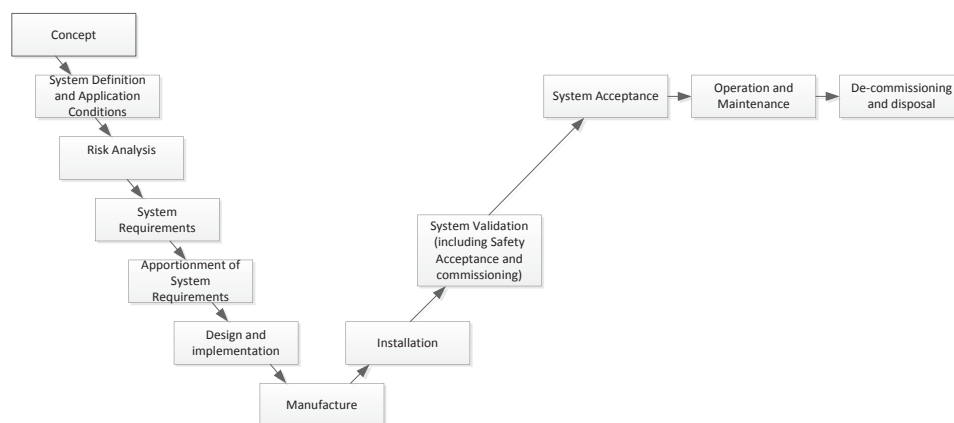 Concept
System Definition
and Application
Conditions
Risk Analysis
System
Requirements
Apportionment of
System
Requirements
Design and
implementation
Manufacture
Installation
System Validation
(including Safety
Acceptance and
commissioning)
System Acceptance
Operation and
Maintenance
De-commissioning
and disposal